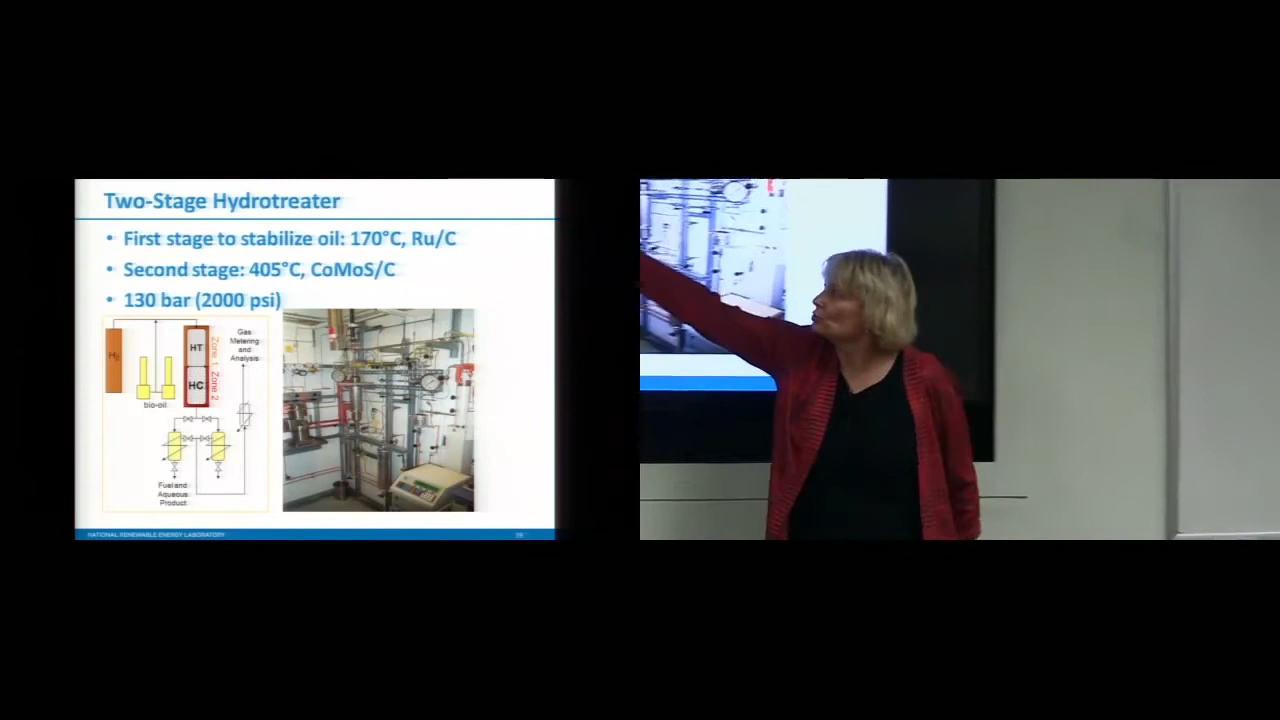 Two-Stage Hydrotreater
• First stage to stabilize oil: 170°C, Ru/C
• Second stage: 405°C, CoMoS/C
• 130 bar (2000 psi)
H₂
bio-oil
HT
HC
Zone 1
Zone 2
Gas
Metering
and
Analysis
Fuel and
Aqueous
Product
NATIONAL RENEWABLE ENERGY LABORATORY